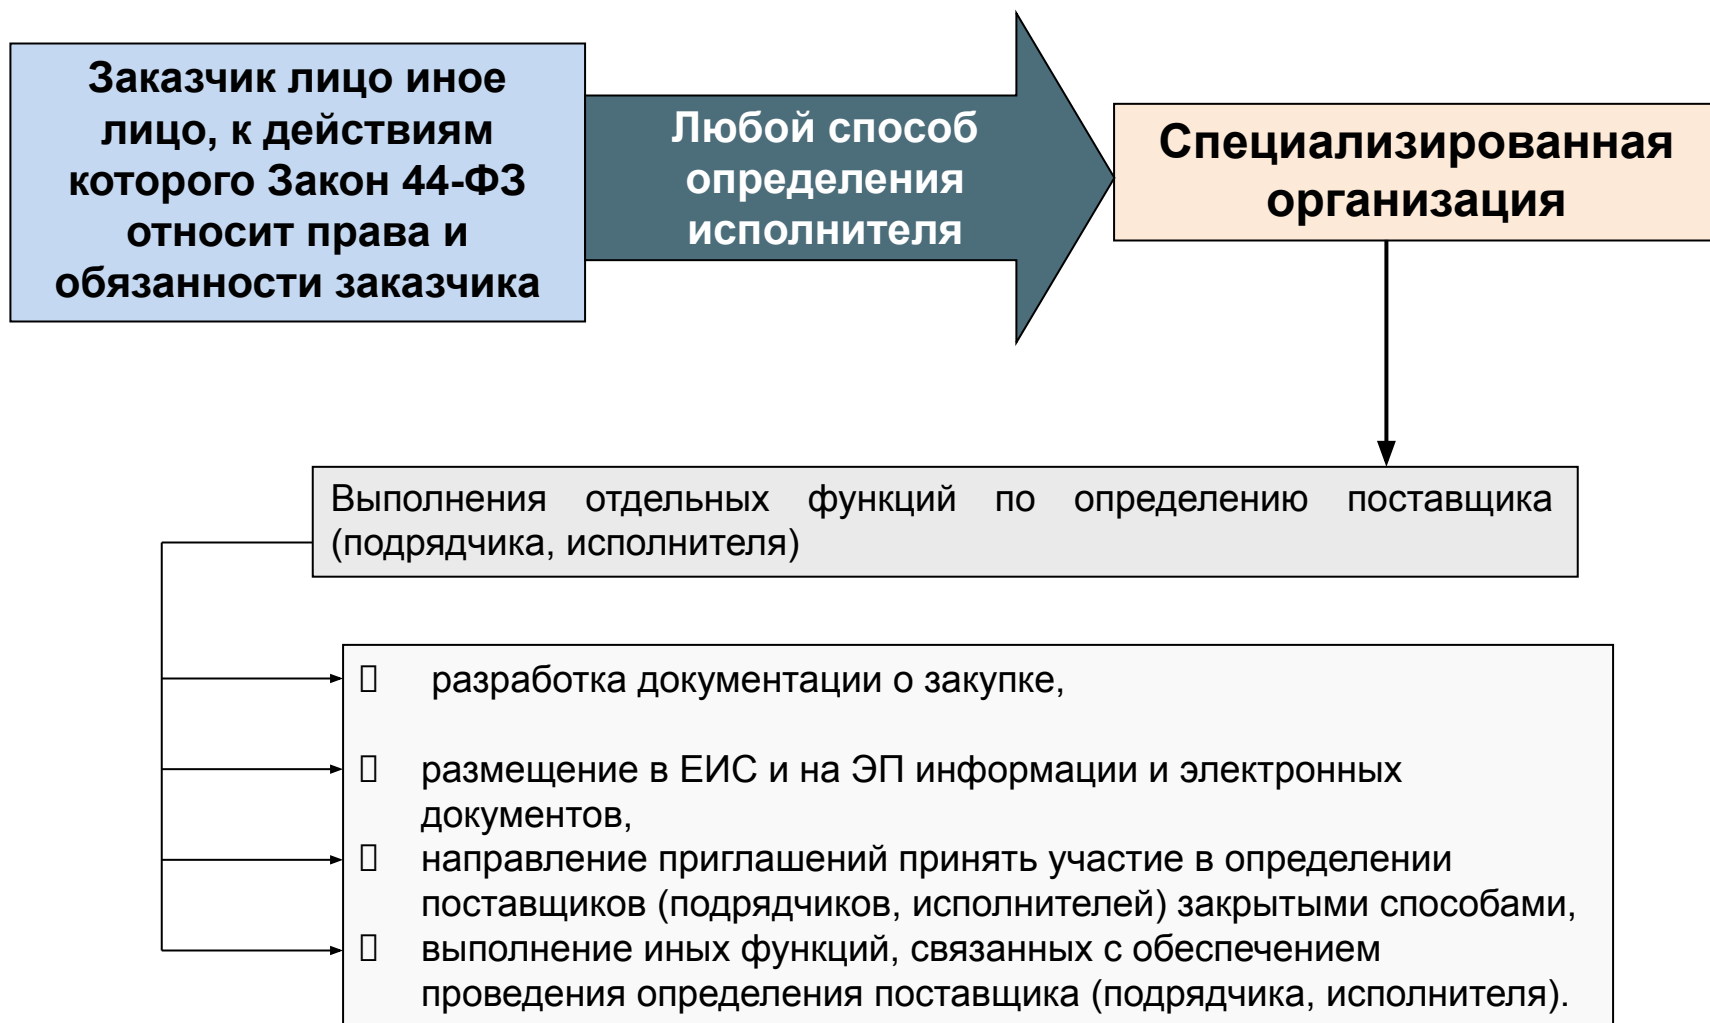 Заказчик лицо иное
лицо, к действиям
которого Закон 44-ФЗ
относит права и
обязанности заказчика
Любой способ
определения
исполнителя
Специализированная
организация
Выполнения отдельных функций по определению поставщика
(подрядчика, исполнителя)
разработка документации о закупке,
размещение в ЕИС и на ЭП информации и электронных
документов,
направление приглашений принять участие в определении
поставщиков (подрядчиков, исполнителей) закрытыми способами,
выполнение иных функций, связанных с обеспечением
проведения определения поставщика (подрядчика, исполнителя).